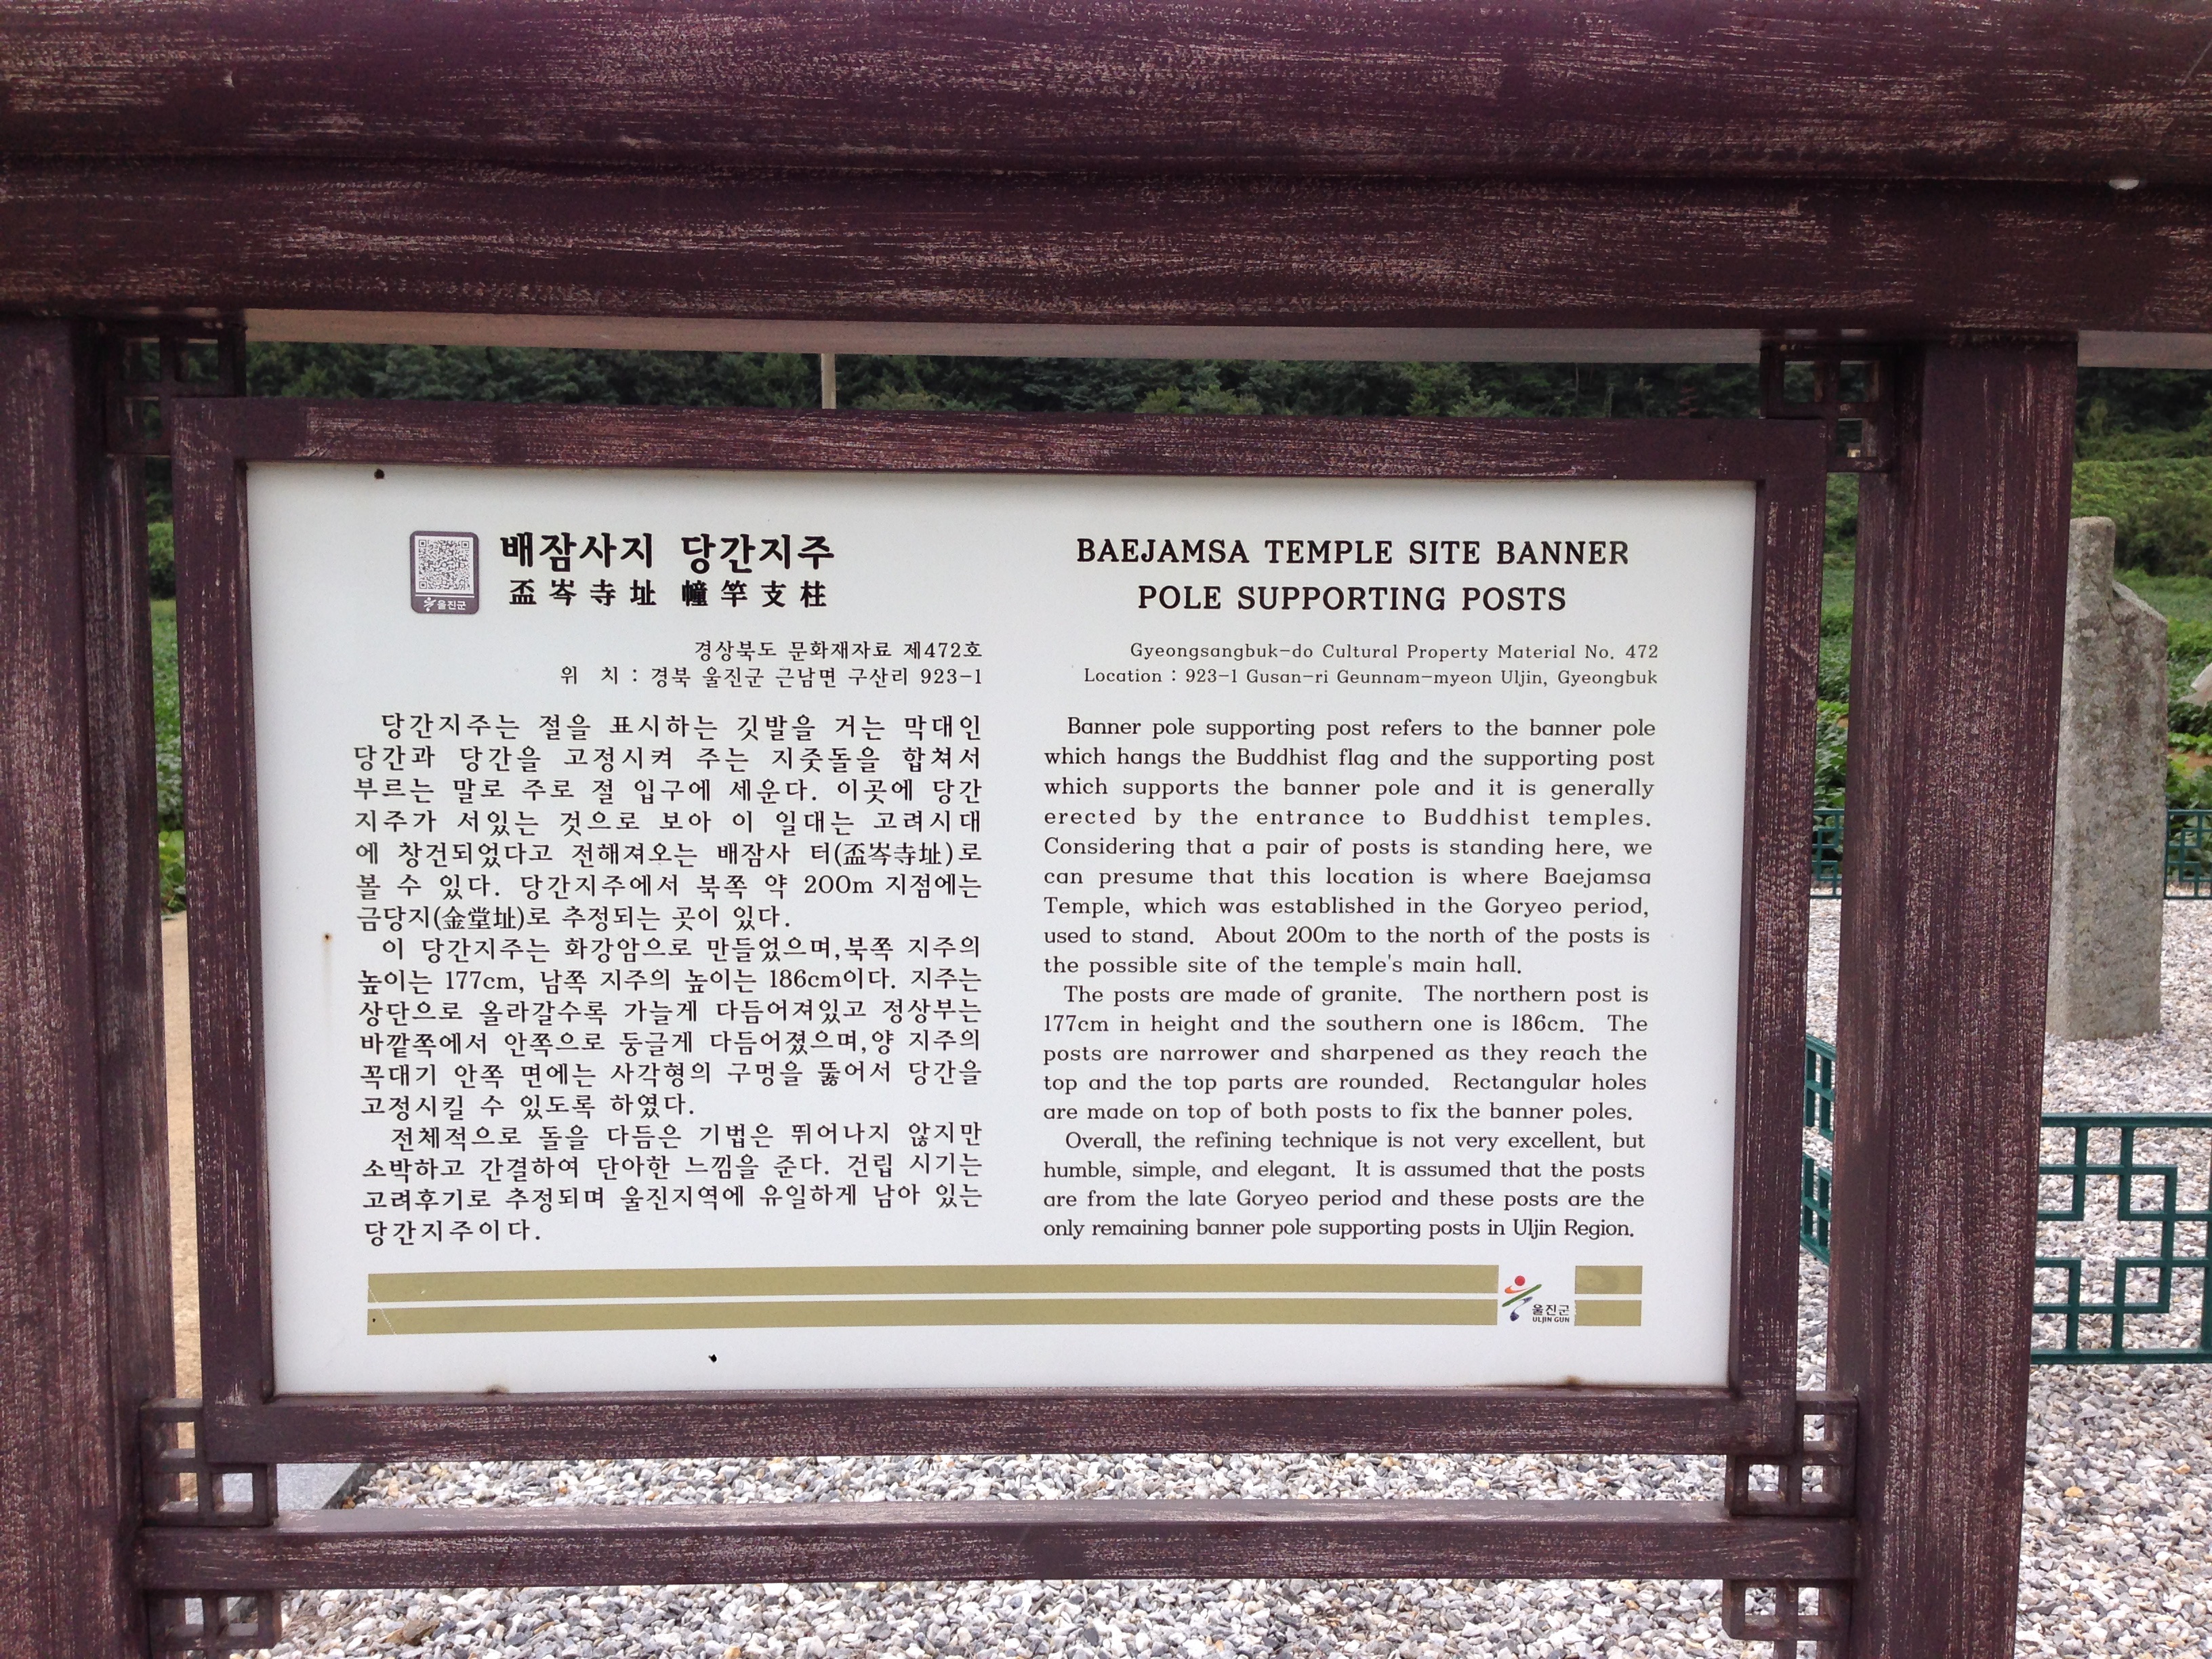 울진군
배잠사지 당간지주
盃岑寺址 幢竿支柱
경상북도 문화재자료 제472호
위 치 : 경북 울진군 근남면 구산리 923-1
당간지주는 절을 표시하는 깃발을 거는 막대인
당간과 당간을 고정시켜 주는 지줏돌을 합쳐서
부르는 말로 주로 절 입구에 세운다. 이곳에 당간
지주가 서있는 것으로 보아 이 일대는 고려시대
에 창건되었다고 전해져오는 배잠사 터(盃岑寺址)로
볼 수 있다. 당간지주에서 북쪽 약 200m 지점에는
금당지(金堂址)로 추정되는 곳이 있다.
이 당간지주는 화강암으로 만들었으며,북쪽 지주의
높이는 177cm, 남쪽 지주의 높이는 186cm이다. 지주는
상단으로 올라갈수록 가늘게 다듬어져있고 정상부는
바깥쪽에서 안쪽으로 둥글게 다듬어졌으며,양 지주의
꼭대기 안쪽 면에는 사각형의 구멍을 뚫어서 당간을
고정시킬 수 있도록 하였다.
전체적으로 돌을 다듬은 기법은 뛰어나지 않지만
소박하고 간결하여 단아한 느낌을 준다. 건립 시기는
고려후기로 추정되며 울진지역에 유일하게 남아 있는
당간지주이다.
BAEJAMSA TEMPLE SITE BANNER
POLE SUPPORTING POSTS
Gyeongsangbuk-do Cultural Property Material No. 472
Location : 923-1 Gusan-ri Geunnam-myeon Uljin, Gyeongbuk
Banner pole supporting post refers to the banner pole
which hangs the Buddhist flag and the supporting post
which supports the banner pole and it is generally
erected by the entrance to Buddhist temples.
Considering that a pair of posts is standing here, we
can presume that this location is where Baejamsa
Temple, which was established in the Goryeo period,
used to stand. About 200m to the north of the posts is
the possible site of the temple's main hall.
The posts are made of granite. The northern post is
177cm in height and the southern one is 186cm. The
posts are narrower and sharpened as they reach the
top and the top parts are rounded. Rectangular holes
are made on top of both posts to fix the banner poles.
Overall, the refining technique is not very excellent, but
humble, simple, and elegant. It is assumed that the posts
are from the late Goryeo period and these posts are the
only remaining banner pole supporting posts in Uljin Region.
울진군
ULJIN GUN